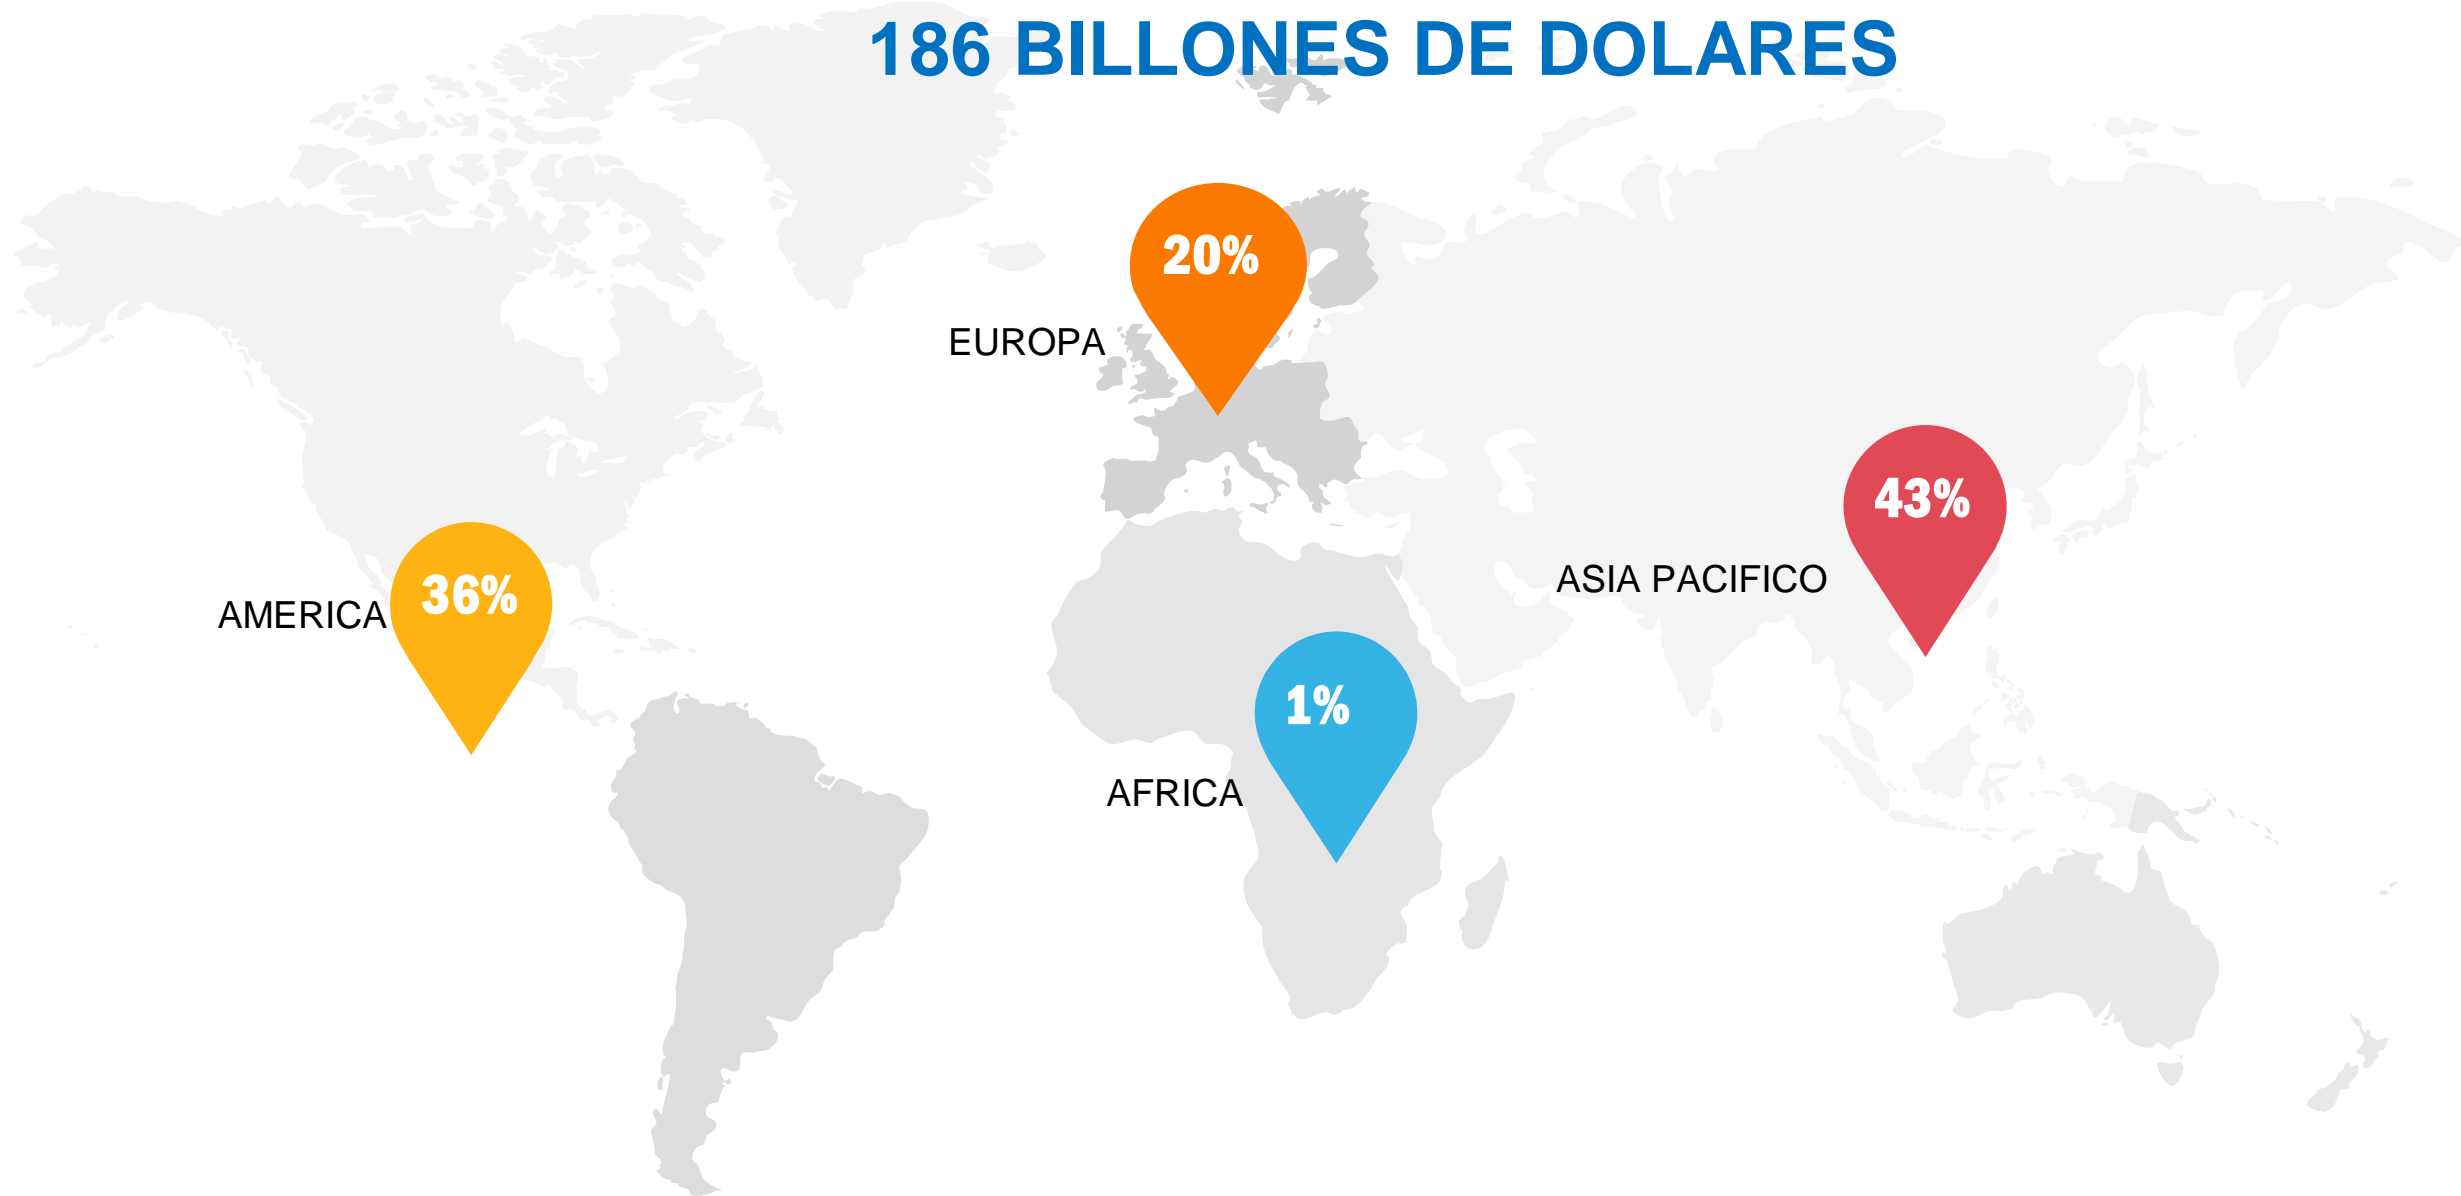 186 BILLONES DE DOLARES
20%
EUROPA
43%
ASIA PACIFICO
36%
AMERICA
1%
AFRICA